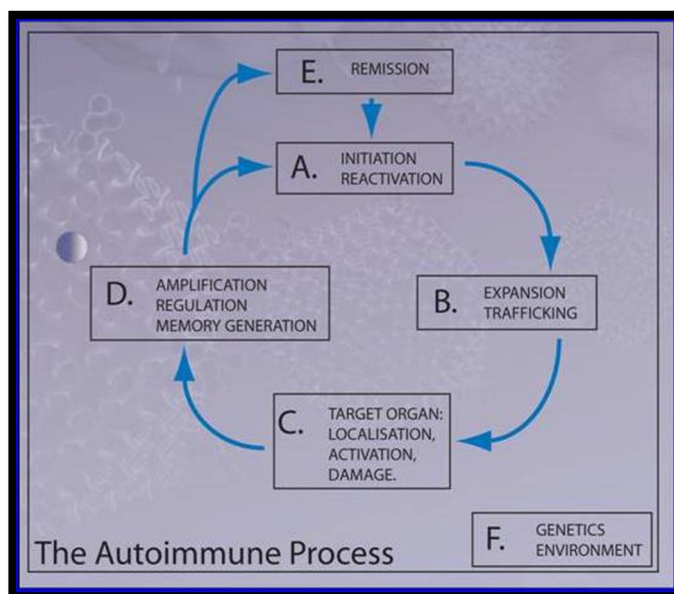 E. REMISSION
A. INITIATION
REACTIVATION
B. EXPANSION
TRAFFICKING
C. TARGET ORGAN:
LOCALISATION,
ACTIVATION,
DAMAGE.
D. AMPLIFICATION
REGULATION
MEMORY GENERATION
F. GENETICS
ENVIRONMENT
The Autoimmune Process